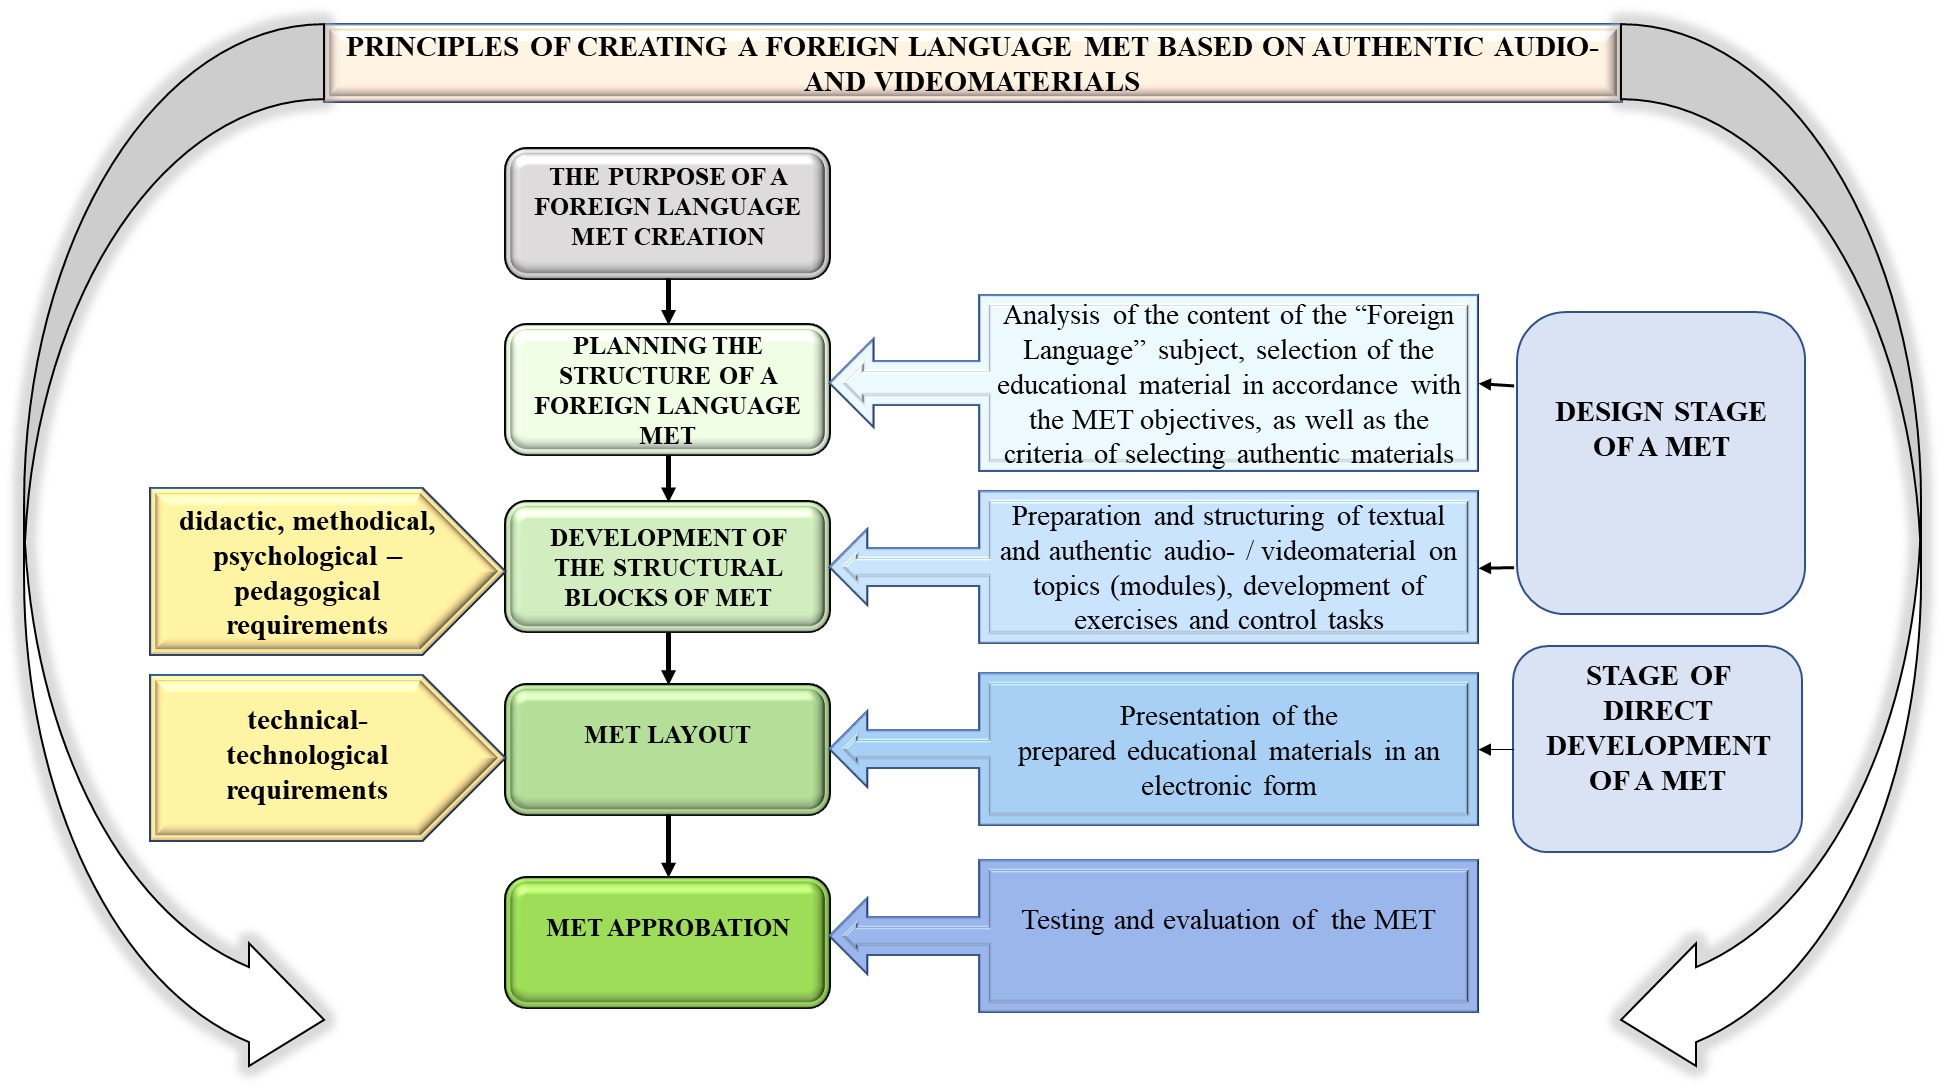 PRINCIPLES OF CREATING A FOREIGN LANGUAGE MET BASED ON AUTHENTIC AUDIO-
AND VIDEOMATERIALS
THE PURPOSE OF A
FOREIGN LANGUAGE
MET CREATION
PLANNING THE
STRUCTURE OF A
FOREIGN LANGUAGE
MET
Analysis of the content of the “Foreign
Language” subject, selection of the
educational material in accordance with
the MET objectives, as well as the
criteria of selecting authentic materials
DESIGN STAGE
OF A MET
didactic, methodical,
psychological –
pedagogical
requirements
DEVELOPMENT OF
THE STRUCTURAL
BLOCKS OF MET
Preparation and structuring of textual
and authentic audio- / videomaterial on
topics (modules), development of
exercises and control tasks
technical-
technological
requirements
MET LAYOUT
Presentation of the
prepared educational materials in an
electronic form
STAGE OF
DIRECT
DEVELOPMENT
OF A MET
MET APPROBATION
Testing and evaluation of the MET